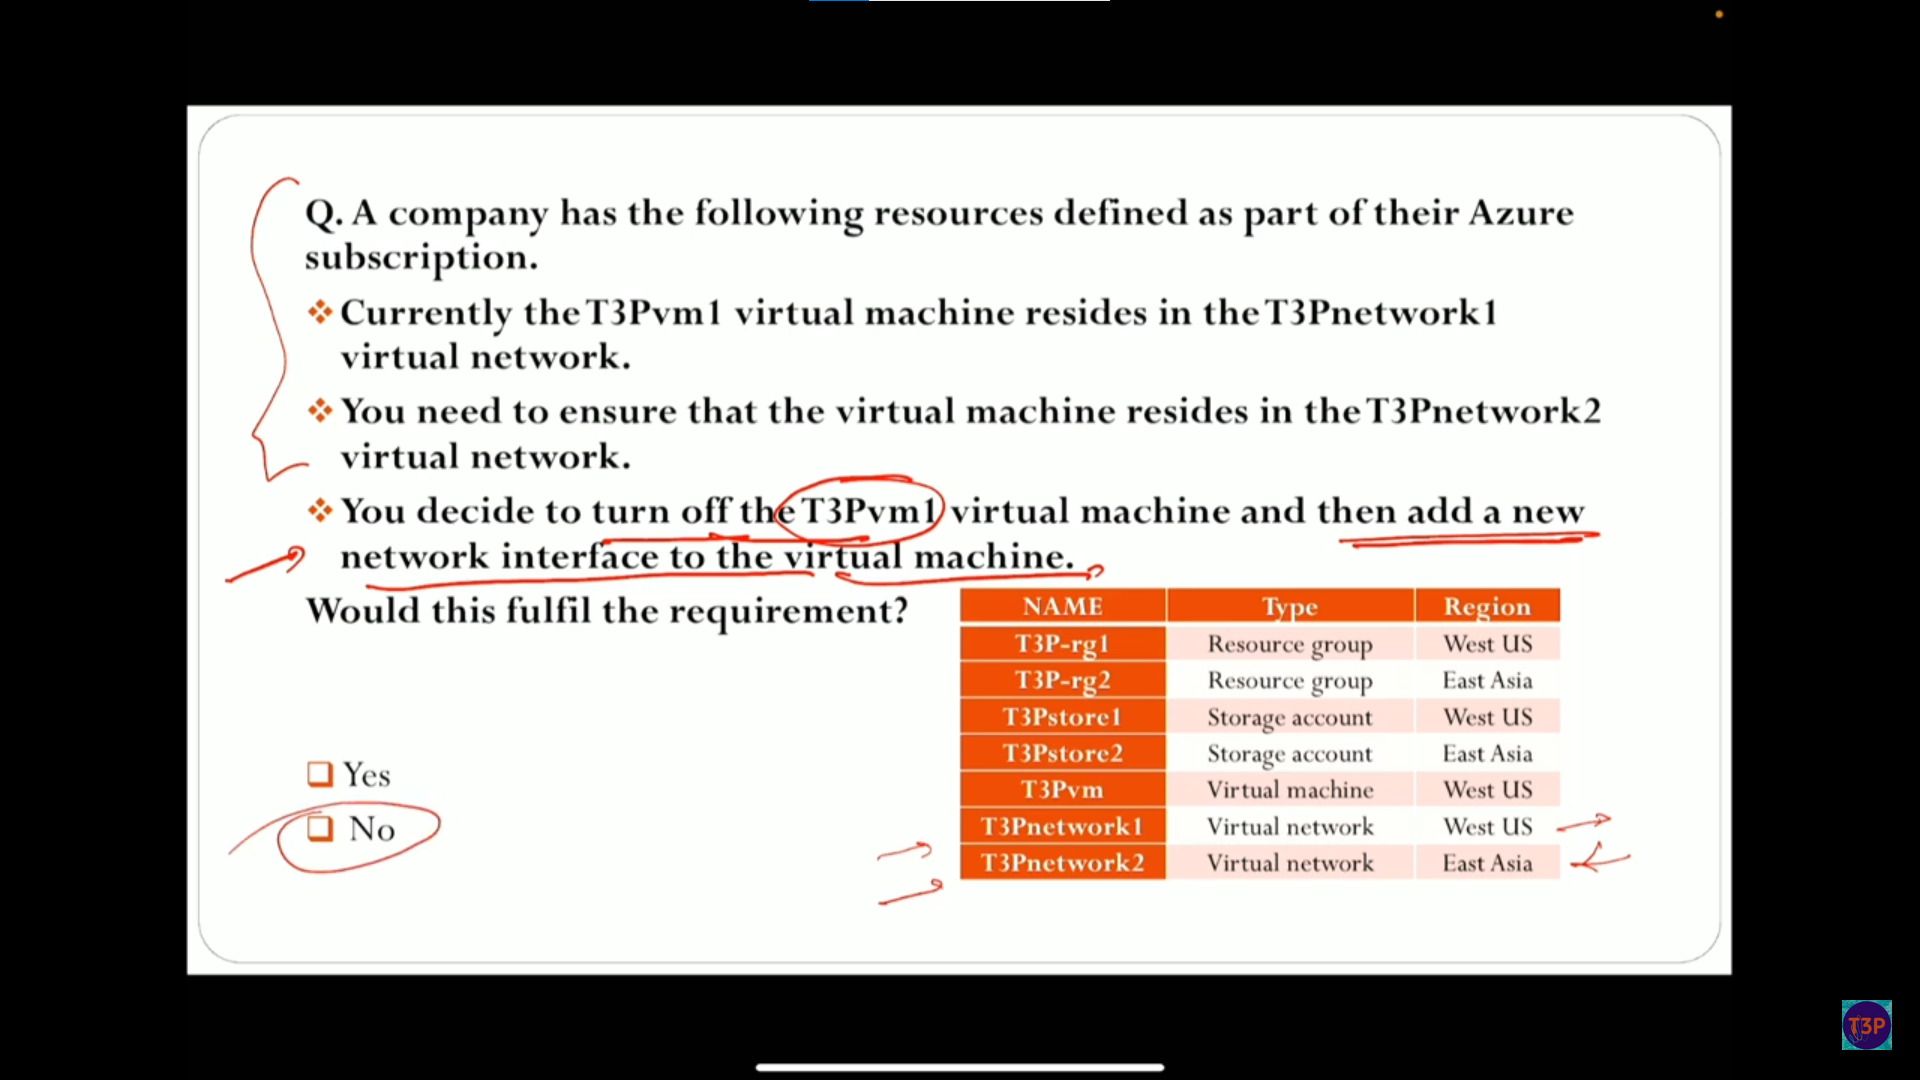 Q. A company has the following resources defined as part of their Azure
subscription.
❖ Currently the T3Pvm1 virtual machine resides in the T3Pnetwork1
virtual network.
❖ You need to ensure that the virtual machine resides in the T3Pnetwork2
virtual network.
❖ You decide to turn off the T3Pvm1 virtual machine and then add a new
network interface to the virtual machine.
Would this fulfil the requirement?
NAME Type Region
T3P-rg1 Resource group West US
T3P-rg2 Resource group East Asia
T3Pstore1 Storage account West US
T3Pstore2 Storage account East Asia
T3Pvm Virtual machine West US
T3Pnetwork1 Virtual network West US
T3Pnetwork2 Virtual network East Asia
❑ Yes
❑ No
T3P